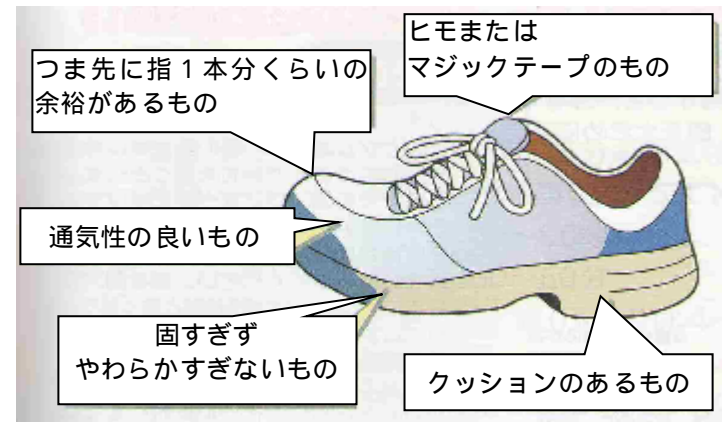 つま先に指１本分くらいの
余裕があるもの
ヒモまたは
マジックテープのもの
通気性の良いもの
固すぎず
やわらかすぎないもの
クッションのあるもの